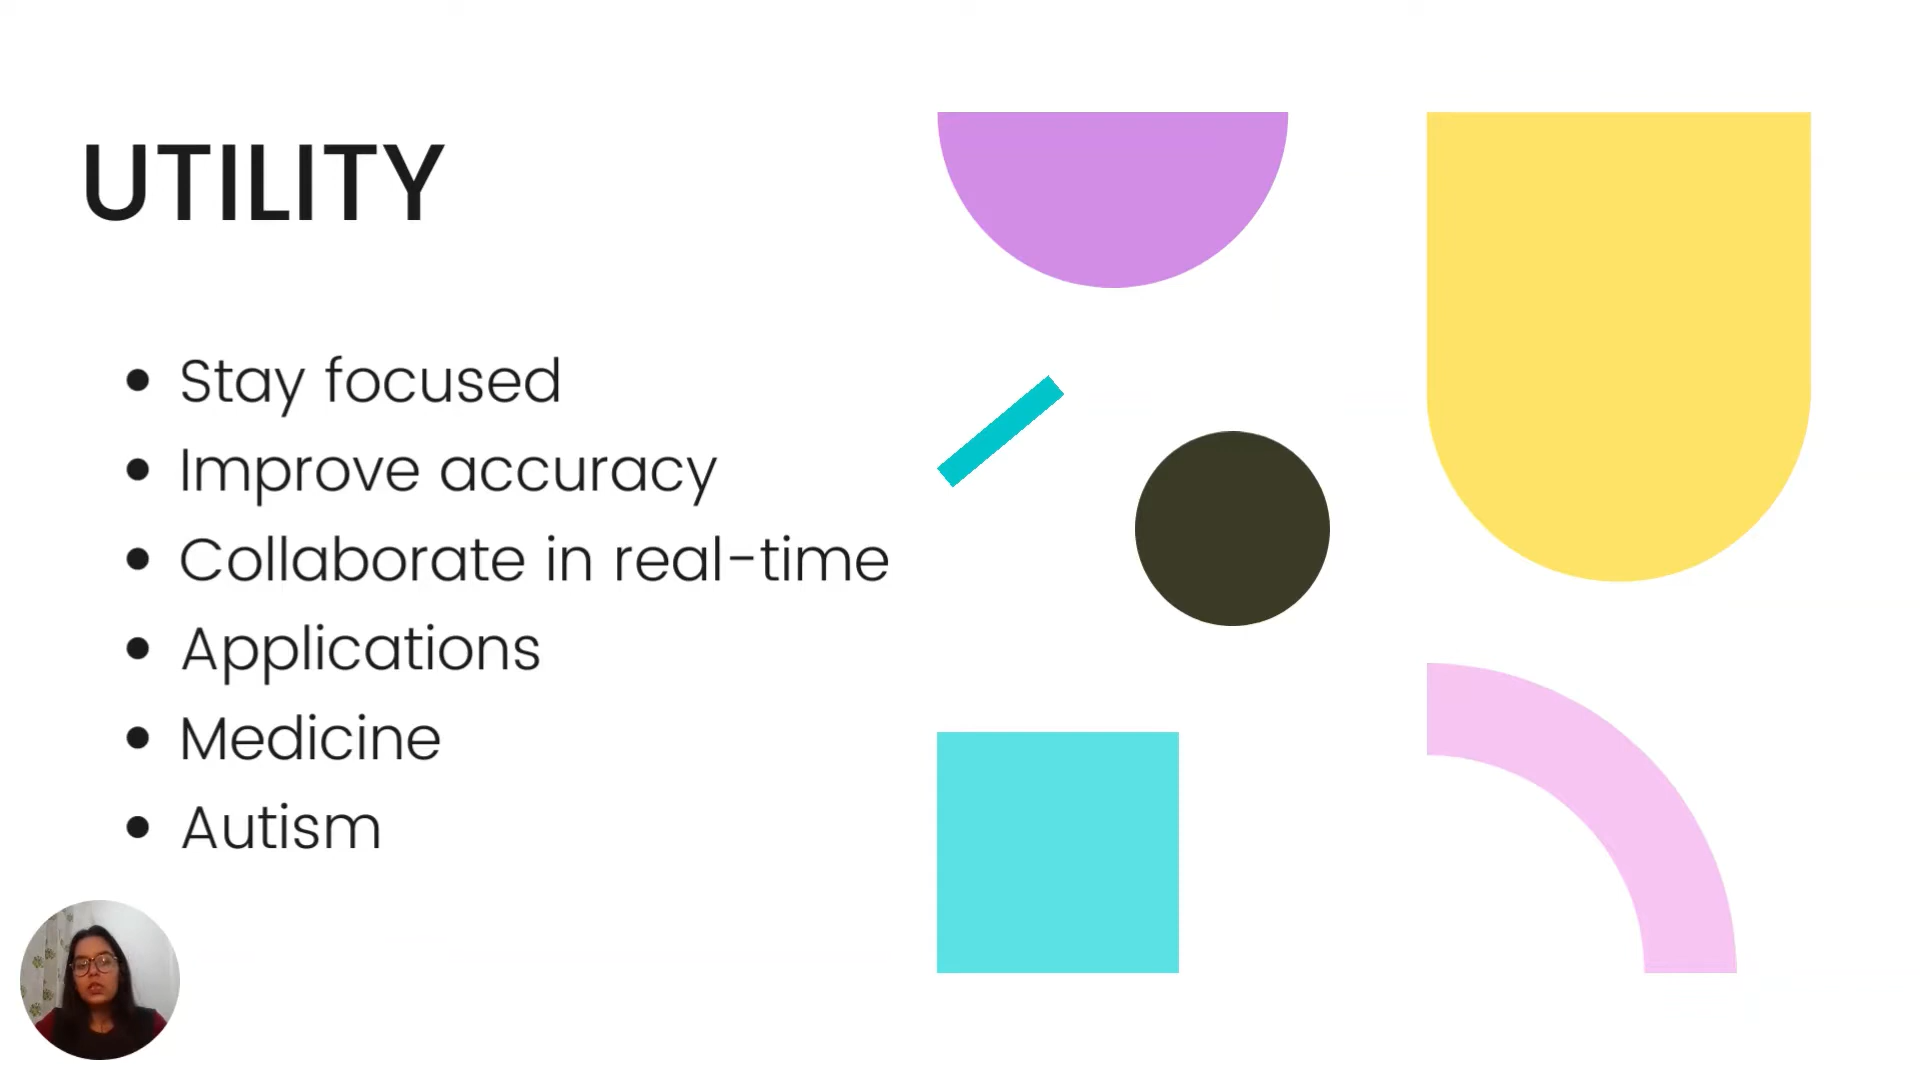 UTILITY
• Stay focused
• Improve accuracy
• Collaborate in real-time
• Applications
• Medicine
• Autism